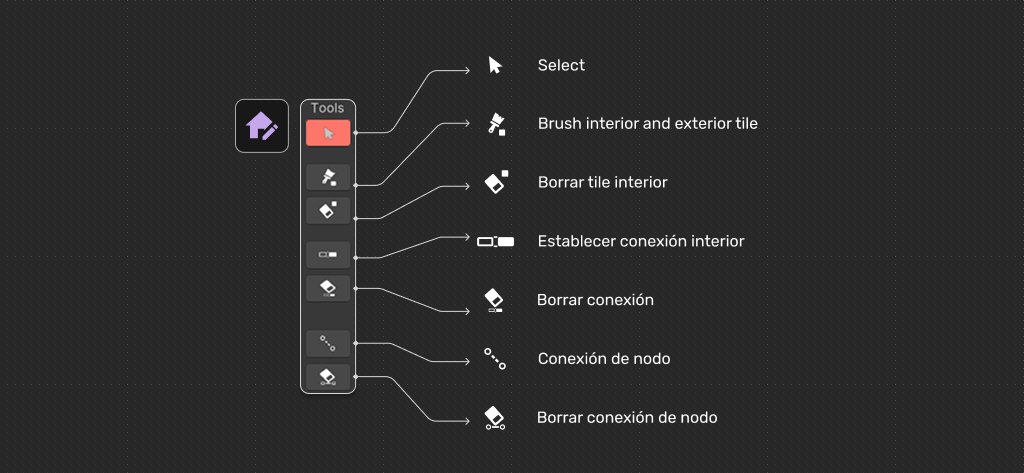 Tools
Select
Brush interior and exterior tile
Borrar tile interior
Establecer conexión interior
Borrar conexión
Conexión de nodo
Borrar conexión de nodo